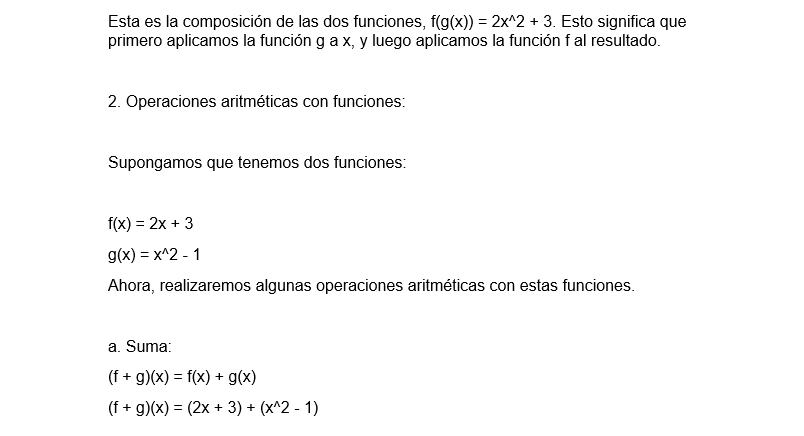 Esta es la composición de las dos funciones, f(g(x)) = 2x^2 + 3. Esto significa que
primero aplicamos la función g a x, y luego aplicamos la función f al resultado.
2. Operaciones aritméticas con funciones:
Supongamos que tenemos dos funciones:
f(x) = 2x + 3
g(x) = x^2 - 1
Ahora, realizaremos algunas operaciones aritméticas con estas funciones.
a. Suma:
(f + g)(x) = f(x) + g(x)
(f + g)(x) = (2x + 3) + (x^2 - 1)